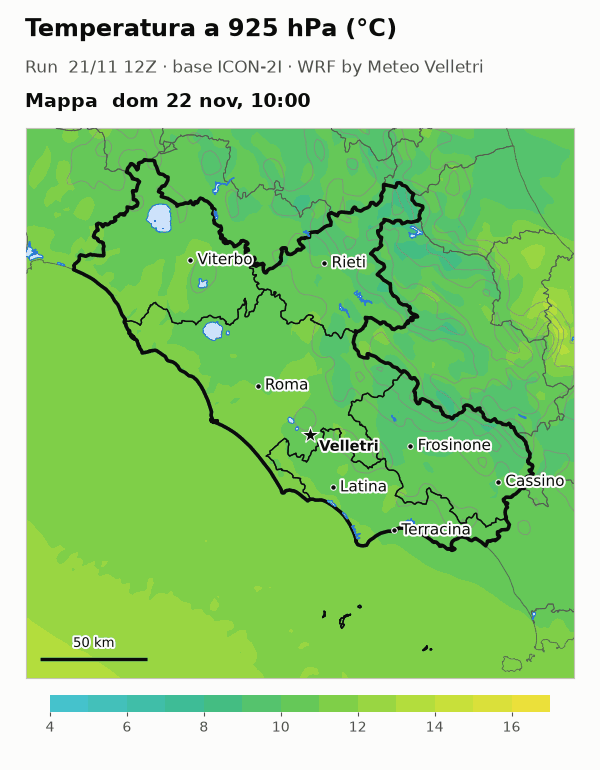 Temperatura a 925 hPa (°C)
Run  21/11 12Z · base ICON-2I · WRF by Meteo Velletri
Mappa  dom 22 nov, 10:00
Viterbo
Rieti
Roma
Velletri
Frosinone
Latina
Cassino
Terracina
50 km
4 6 8 10 12 14 16